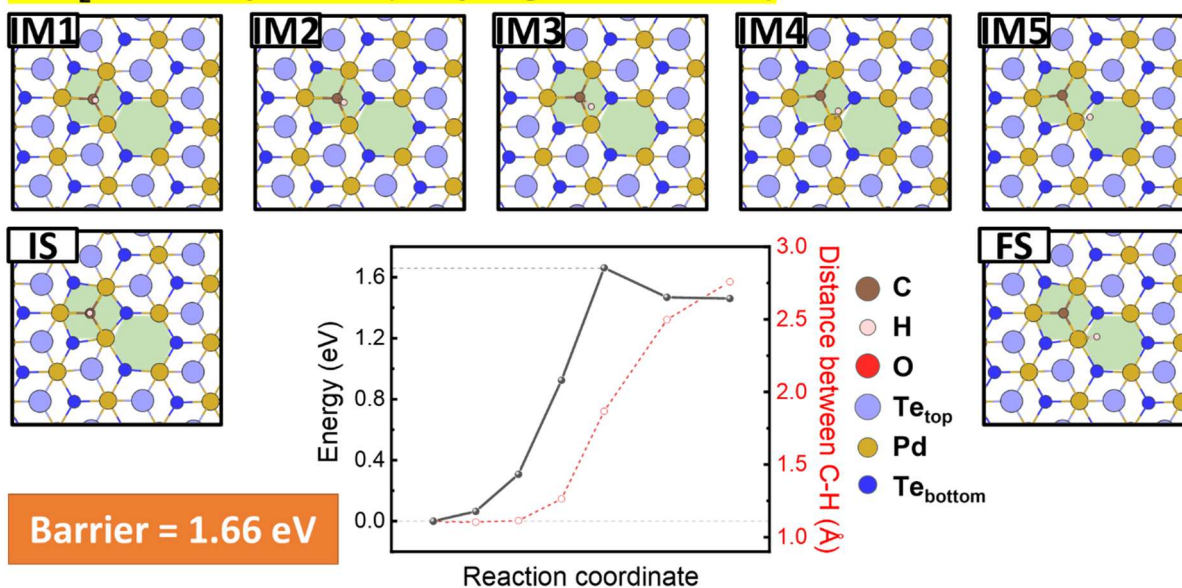 IM1
IM2
IM3
IM4
IM5
IS
FS
Energy (eV)
1.6
1.2
0.8
0.4
0.0
Distance between C-H (Å)
3.0
2.5
2.0
1.5
1.0
Reaction coordinate
C
H
O
Te_top
Pd
Te_bottom
Barrier = 1.66 eV